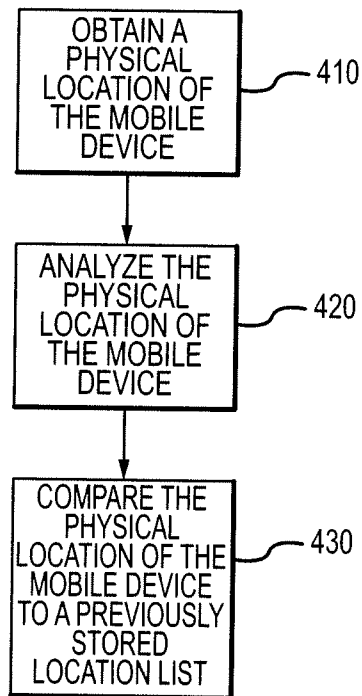 OBTAIN A
PHYSICAL
LOCATION OF
THE MOBILE
DEVICE
410
ANALYZE THE
PHYSICAL
LOCATION OF
THE MOBILE
DEVICE
420
COMPARE THE
PHYSICAL
LOCATION OF THE
MOBILE DEVICE
TO A PREVIOUSLY
STORED
LOCATION LIST
430